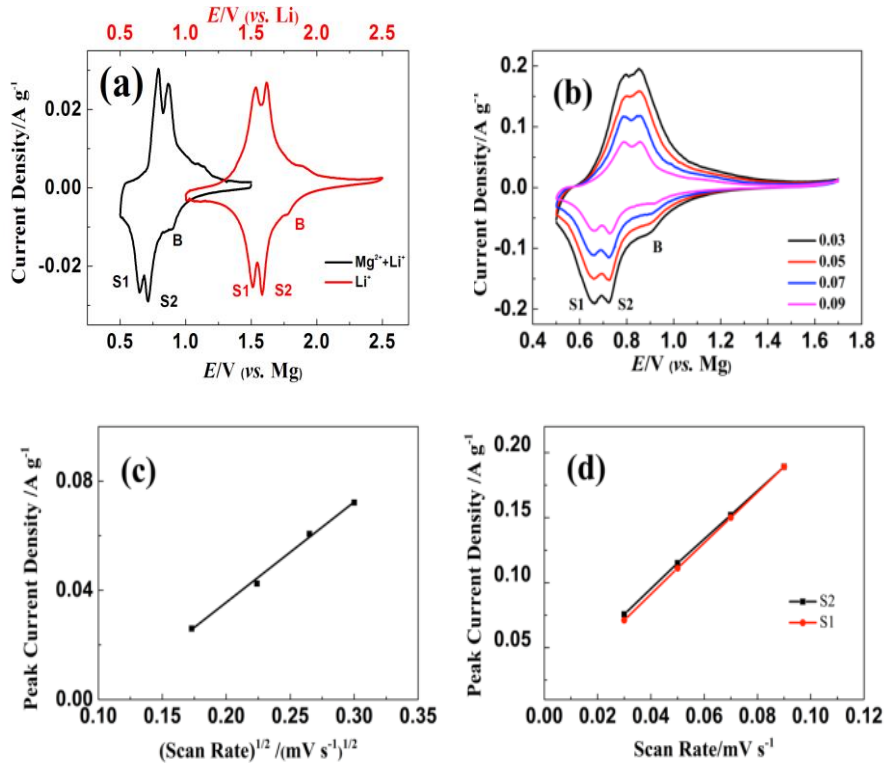 E/V (vs. Li)
0.5 1.0 1.5 2.0 2.5
(a)
Current Density/A g⁻¹
0.02
0.00
-0.02
S1
S2
B
S1
S2
B
Mg²⁺+Li⁺
Li⁺
0.5 1.0 1.5 2.0 2.5
E/V (vs. Mg)
(b)
Current Density/A g⁻¹
0.2
0.1
0.0
-0.1
-0.2
S1 S2
B
0.03
0.05
0.07
0.09
0.4 0.6 0.8 1.0 1.2 1.4 1.6 1.8
E/V (vs. Mg)
(c)
Peak Current Density /A g⁻¹
0.08
0.04
0.00
0.10 0.15 0.20 0.25 0.30 0.35
(Scan Rate)¹ᐟ² /(mV s⁻¹)¹ᐟ²
(d)
Peak Current Density /A g⁻¹
0.20
0.15
0.10
0.05
S2
S1
0.00 0.02 0.04 0.06 0.08 0.10 0.12
Scan Rate/mV s⁻¹